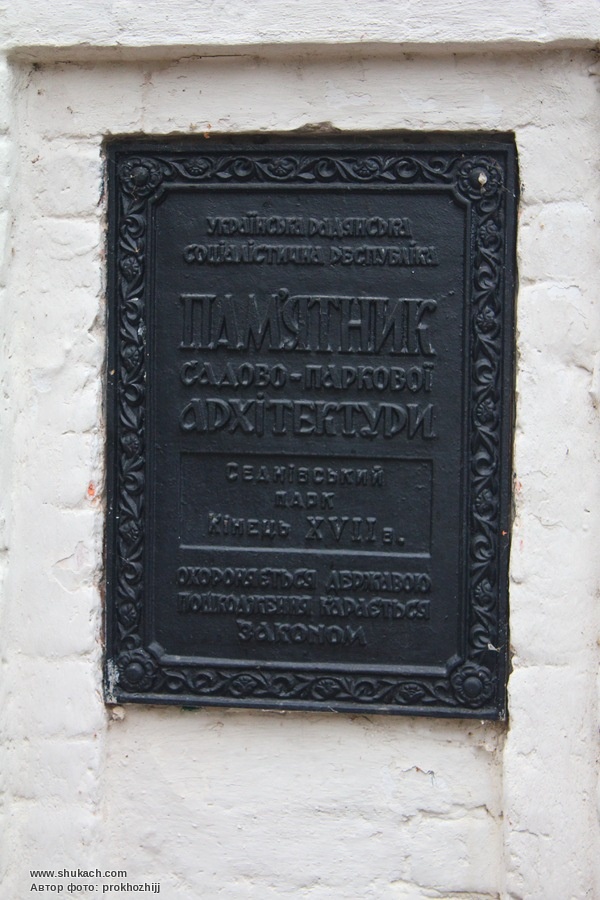 УКРАЇНСЬКА РАДЯНСЬКА
СОЦІАЛІСТИЧНА РЕСПУБЛІКА
ПАМ'ЯТНИК
САДОВО-ПАРКОВОЇ
АРХІТЕКТУРИ
СЕДНІВСЬКИЙ
ПАРК
КІНЕЦЬ XVII в.
ОХОРОНЯЄТЬСЯ ДЕРЖАВОЮ
ПОШКОДЖЕННЯ КАРАЄТЬСЯ
ЗАКОНОМ
www.shukach.com
Автор фото: prokhozhijj